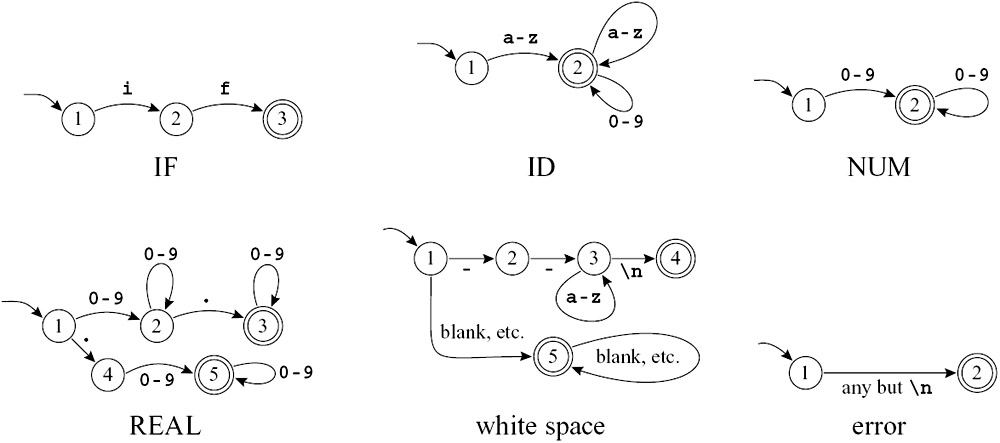 i f
1 2 3
IF
a-z a-z
1 2
0-9
ID
0-9 0-9
1 2
NUM
0-9 0-9
0-9 .
1 2 3
.
4 0-9 5 0-9
REAL
1 - 2 - 3 \n 4
a-z
blank, etc.
5 blank, etc.
white space
1 2
any but \n
error